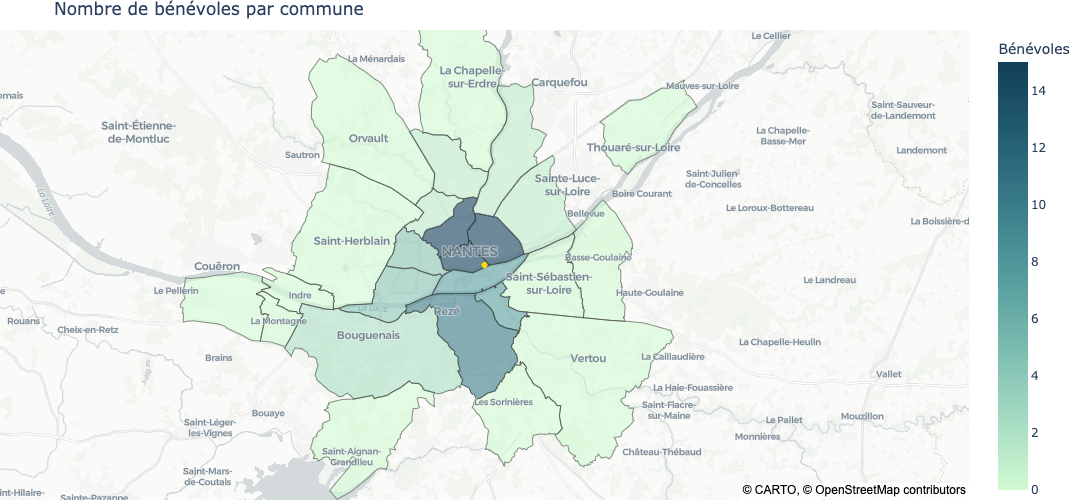 Nombre de bénévoles par commune
Le Cellier
Bénévoles
La Ménardais
La Chapelle-
sur-Erdre
Carquefou
Mauves-sur-Loire
14
Saint-Sauveur-
de-Landemont
Saint-Étienne-
de-Montluc
La Chapelle-
Basse-Mer
Orvault
Thouaré-sur-Loire
12
Landemont
Sautron
Sainte-Luce-
sur-Loire
Saint-Julien-
de-Concelles
Boire Courant
La Loire
10
Le Loroux-Bottereau
Bellevue
La Boissière-d
Saint-Herblain
NANTES
Basse-Goulaine
8
Couëron
Saint-Sébastien-
sur-Loire
Le Pellerin
Indre
Haute-Goulaine
Le Landreau
La Loire
Rezé
6
Rouans
Cheix-en-Retz
La Montagne
Bouguenais
La Chapelle-Heulin
Brains
Vertou
La Caillaudière
4
Vallet
La Haie-Fouassière
Les Sorinières
Saint-Fiacre-
sur-Maine
Bouaye
Le Pallet
Mouzillon
Saint-Léger-
les-Vignes
2
Monnières
Saint-Aignan-
Grandlieu
Château-Thébaud
Saint-Mars-
de-Coutais
int-Hilaire-
Sainte-Pazanne
© CARTO, © OpenStreetMap contributors
0